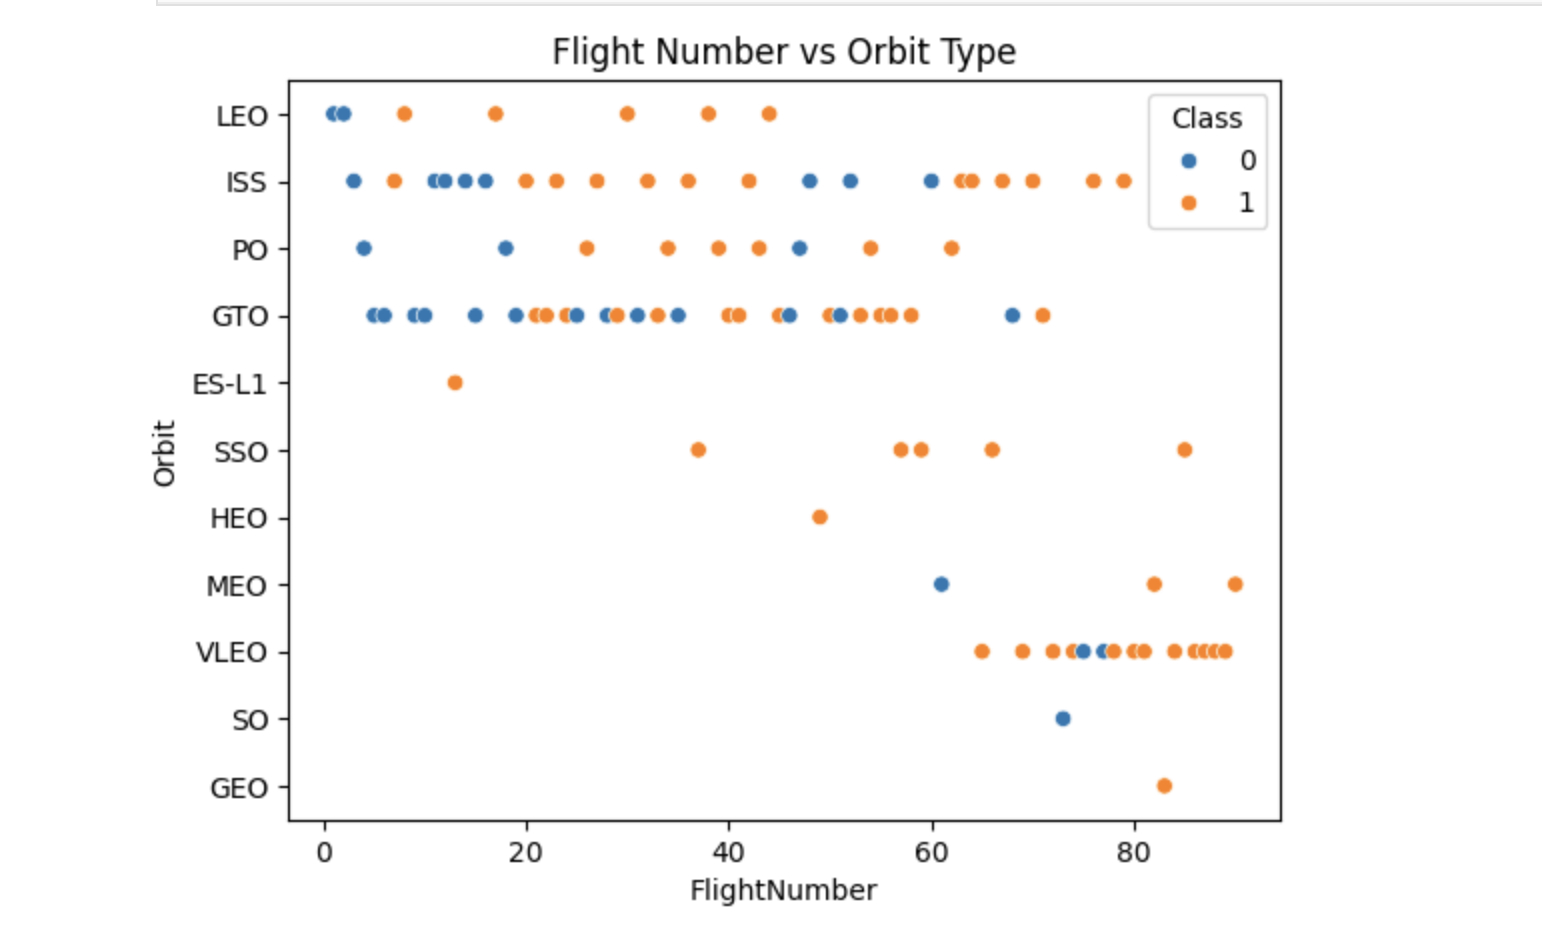 Flight Number vs Orbit Type
Class
0
1
LEO
ISS
PO
GTO
ES-L1
SSO
HEO
MEO
VLEO
SO
GEO
Orbit
0 20 40 60 80
FlightNumber